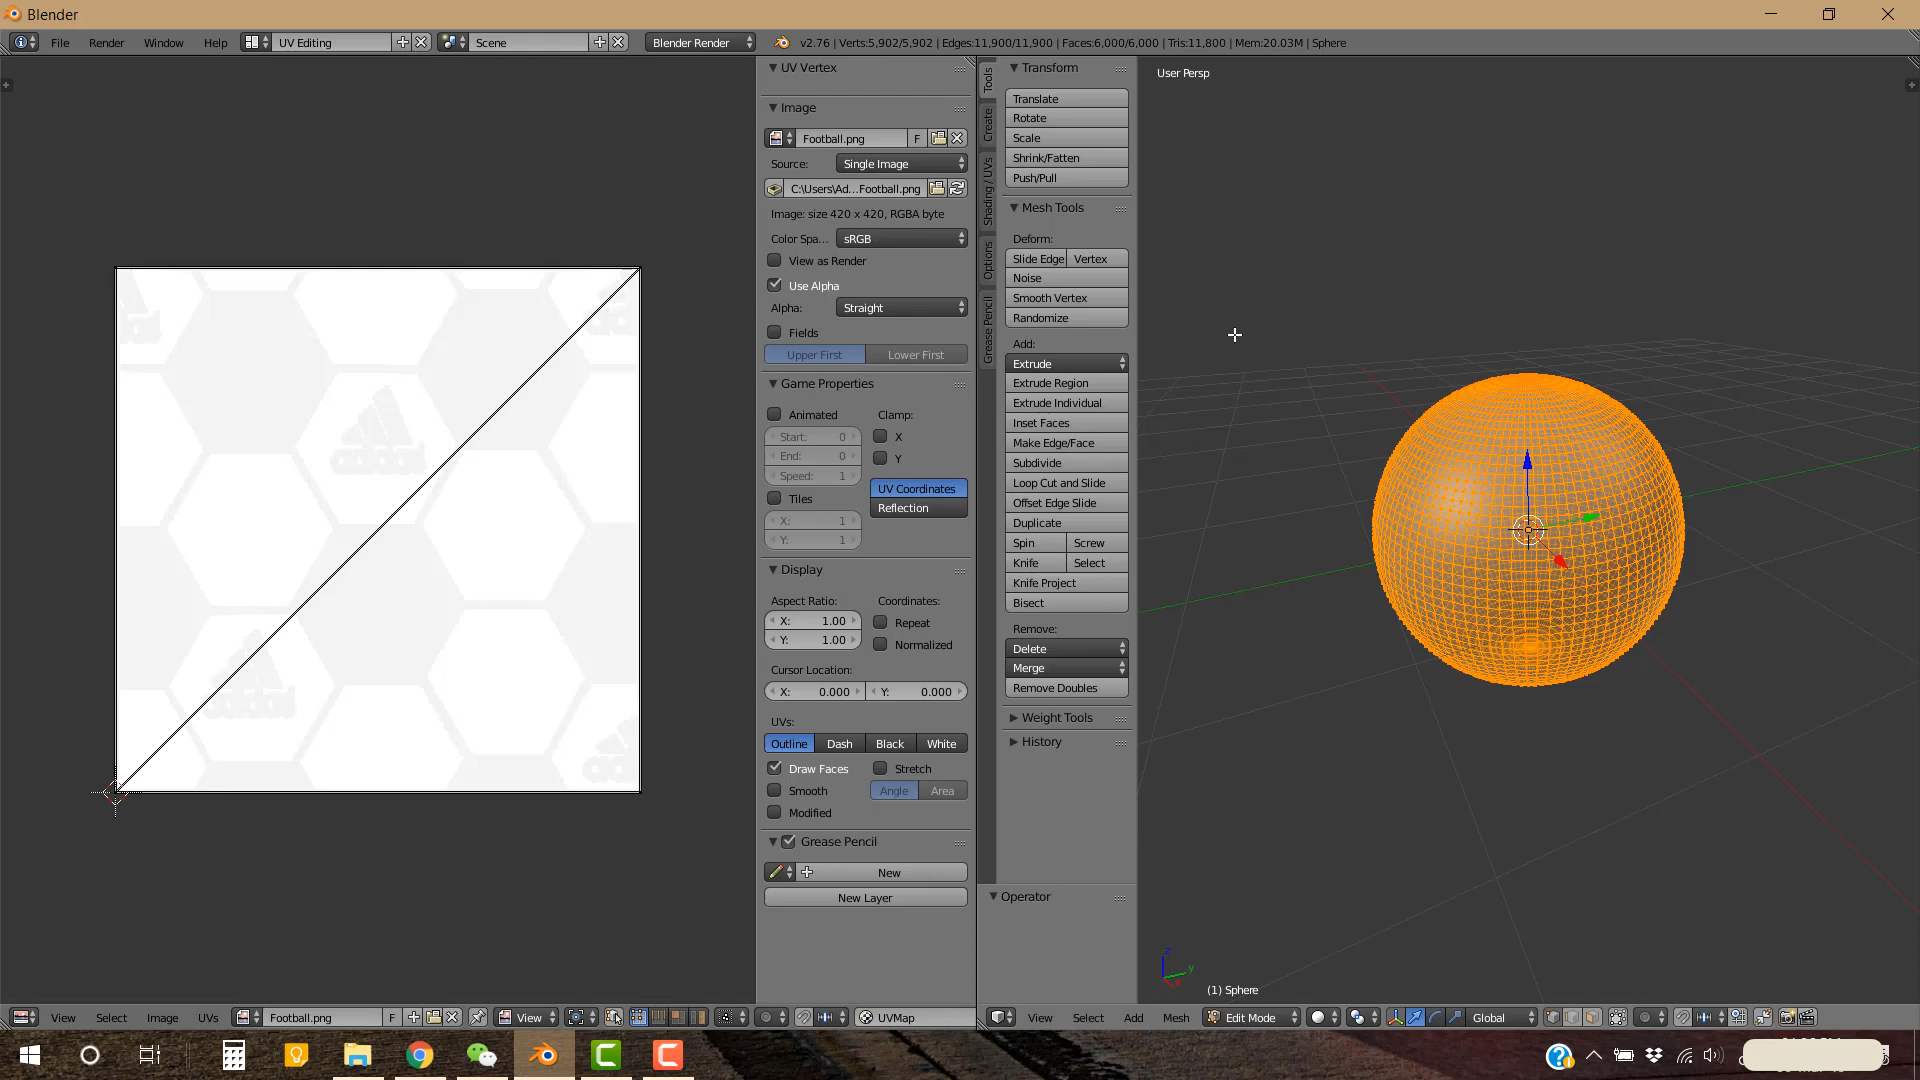 Blender
File Render Window Help UV Editing Scene Blender Render v2.76 | Verts:5,902/5,902 | Edges:11,900/11,900 | Faces:6,000/6,000 | Tris:11,800 | Mem:20.03M | Sphere
UV Vertex
Image
Football.png F
Source: Single Image
C:\Users\Ad...Football.png
Image: size 420 x 420, RGBA byte
Color Spa... sRGB
View as Render
Use Alpha
Alpha: Straight
Fields
Upper First Lower First
Game Properties
Animated Clamp:
Start: 0 X
End: 0 Y
Speed: 1
UV Coordinates
Tiles Reflection
X: 1
Y: 1
Display
Aspect Ratio: Coordinates:
X: 1.00 Repeat
Y: 1.00 Normalized
Cursor Location:
X: 0.000 Y: 0.000
UVs:
Outline Dash Black White
Draw Faces Stretch
Smooth Angle Area
Modified
Grease Pencil
New
New Layer
Tools
Create
Shading / UVs
Options
Grease Pencil
Transform
Translate
Rotate
Scale
Shrink/Fatten
Push/Pull
Mesh Tools
Deform:
Slide Edge Vertex
Noise
Smooth Vertex
Randomize
Add:
Extrude
Extrude Region
Extrude Individual
Inset Faces
Make Edge/Face
Subdivide
Loop Cut and Slide
Offset Edge Slide
Duplicate
Spin Screw
Knife Select
Knife Project
Bisect
Remove:
Delete
Merge
Remove Doubles
Weight Tools
History
Operator
User Persp
z
y
x
(1) Sphere
View Select Image UVs Football.png F View UVMap
View Select Add Mesh Edit Mode Global